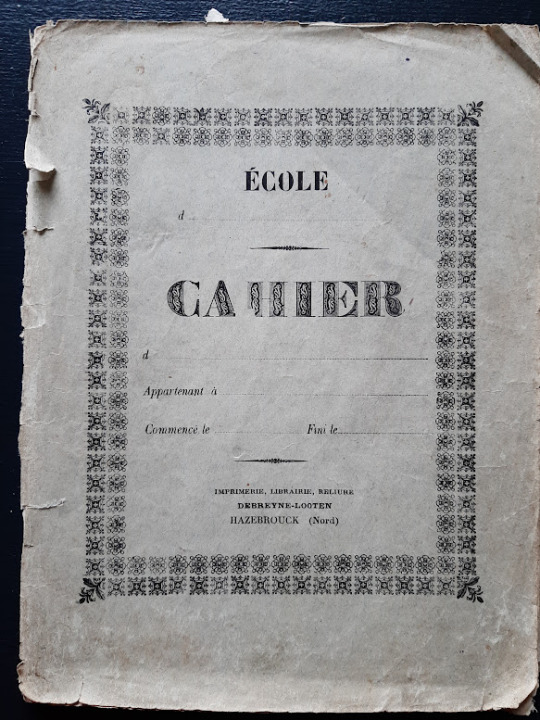 ÉCOLE
d
CAHIER
d
Appartenant à
Commencé le Fini le
IMPRIMERIE, LIBRAIRIE, RELIURE
DEBREYNE-LOOTEN
HAZEBROUCK (Nord)